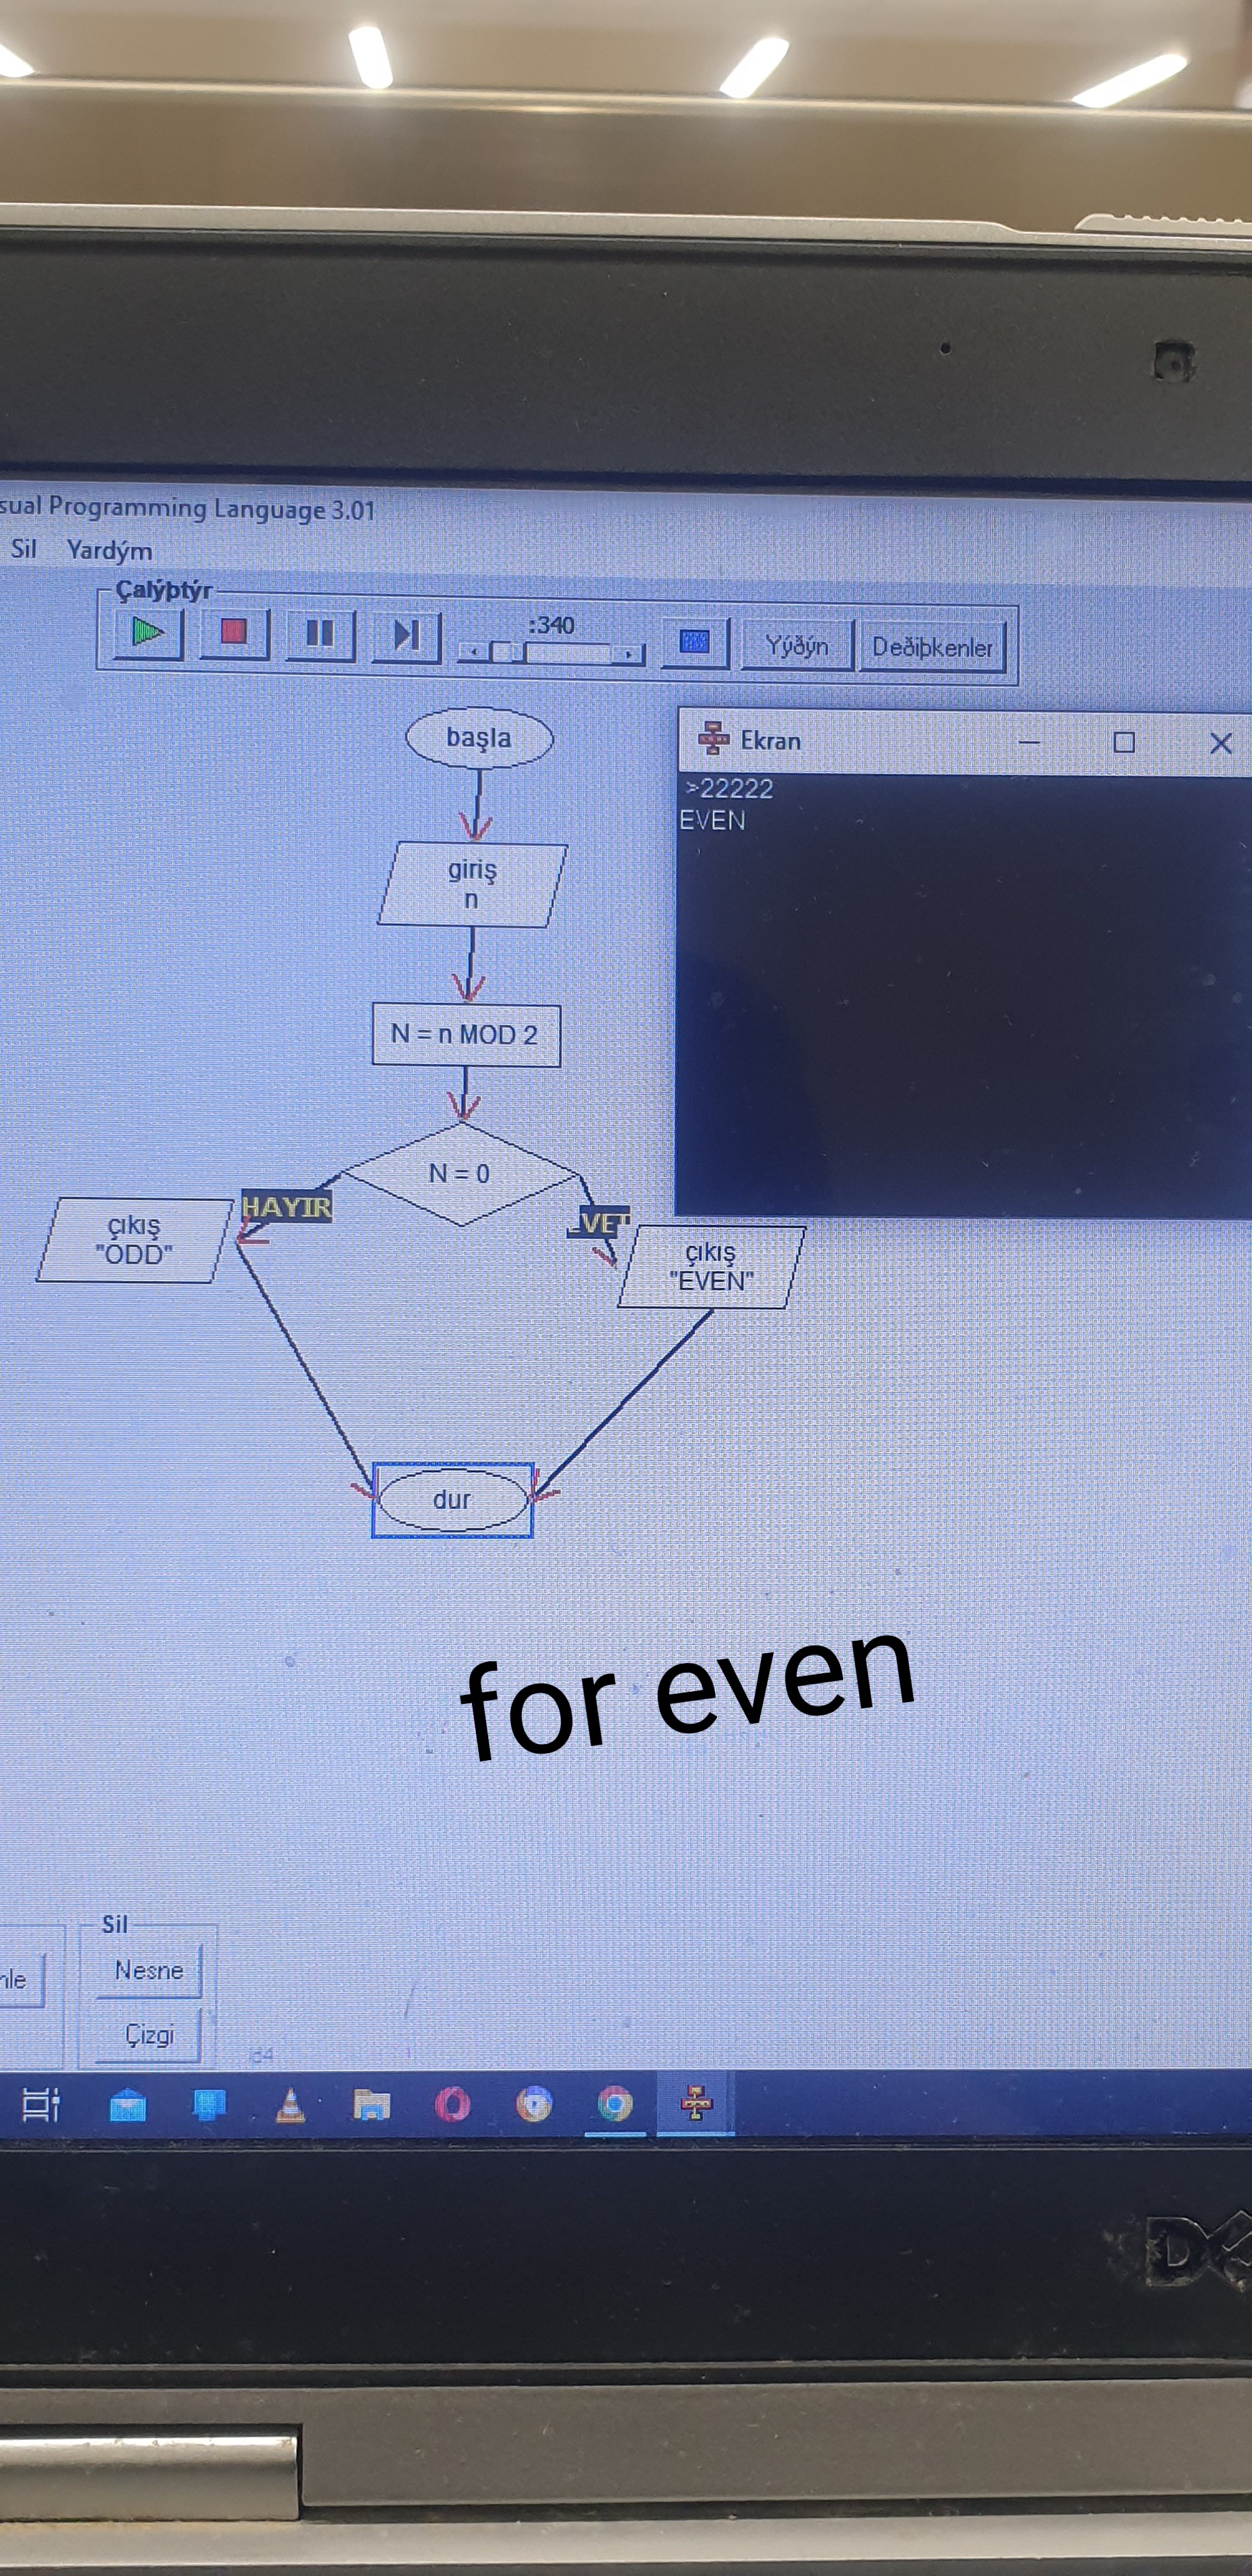 sual Programming Language 3.01
Sil Yardým
Çalýþtýr
:340
Yýðýn Deðiþkenler
başla
Ekran
>22222
EVEN
giriş
n
N = n MOD 2
N = 0
HAYIR
VET
çıkış
"ODD"
çıkış
"EVEN"
dur
for even
Sil
nle
Nesne
Çizgi